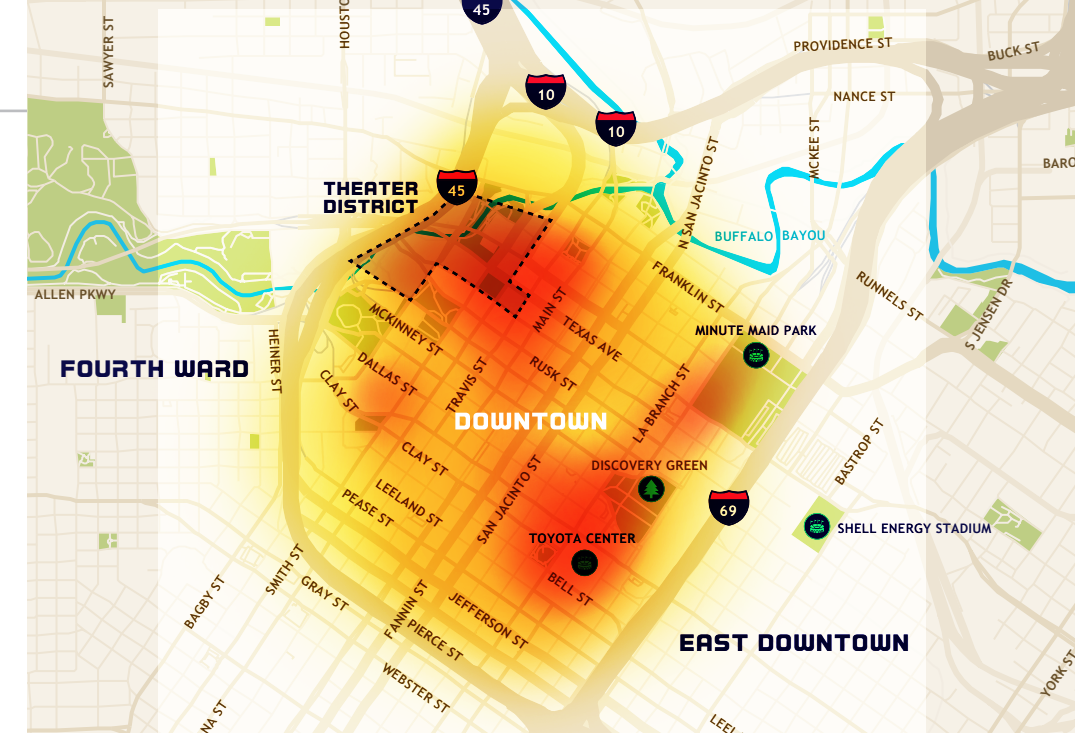 45
HOUSTO
SAWYER ST
PROVIDENCE ST
BUCK ST
10
NANCE ST
10
MCKEE ST
BARO
N SAN JACINTO ST
THEATER
DISTRICT
45
BUFFALO BAYOU
ALLEN PKWY
FRANKLIN ST
RUNNELS ST
S JENSEN DR
MCKINNEY ST
MAIN ST
TEXAS AVE
MINUTE MAID PARK
HEINER ST
FOURTH WARD
DALLAS ST
CLAY ST
TRAVIS ST
RUSK ST
LA BRANCH ST
DOWNTOWN
CLAY ST
BASTROP ST
DISCOVERY GREEN
LEELAND ST
PEASE ST
SAN JACINTO ST
69
SHELL ENERGY STADIUM
TOYOTA CENTER
BELL ST
SMITH ST
BAGBY ST
GRAY ST
FANNIN ST
JEFFERSON ST
PIERCE ST
EAST DOWNTOWN
WEBSTER ST
YORK ST
NA ST
LEEL